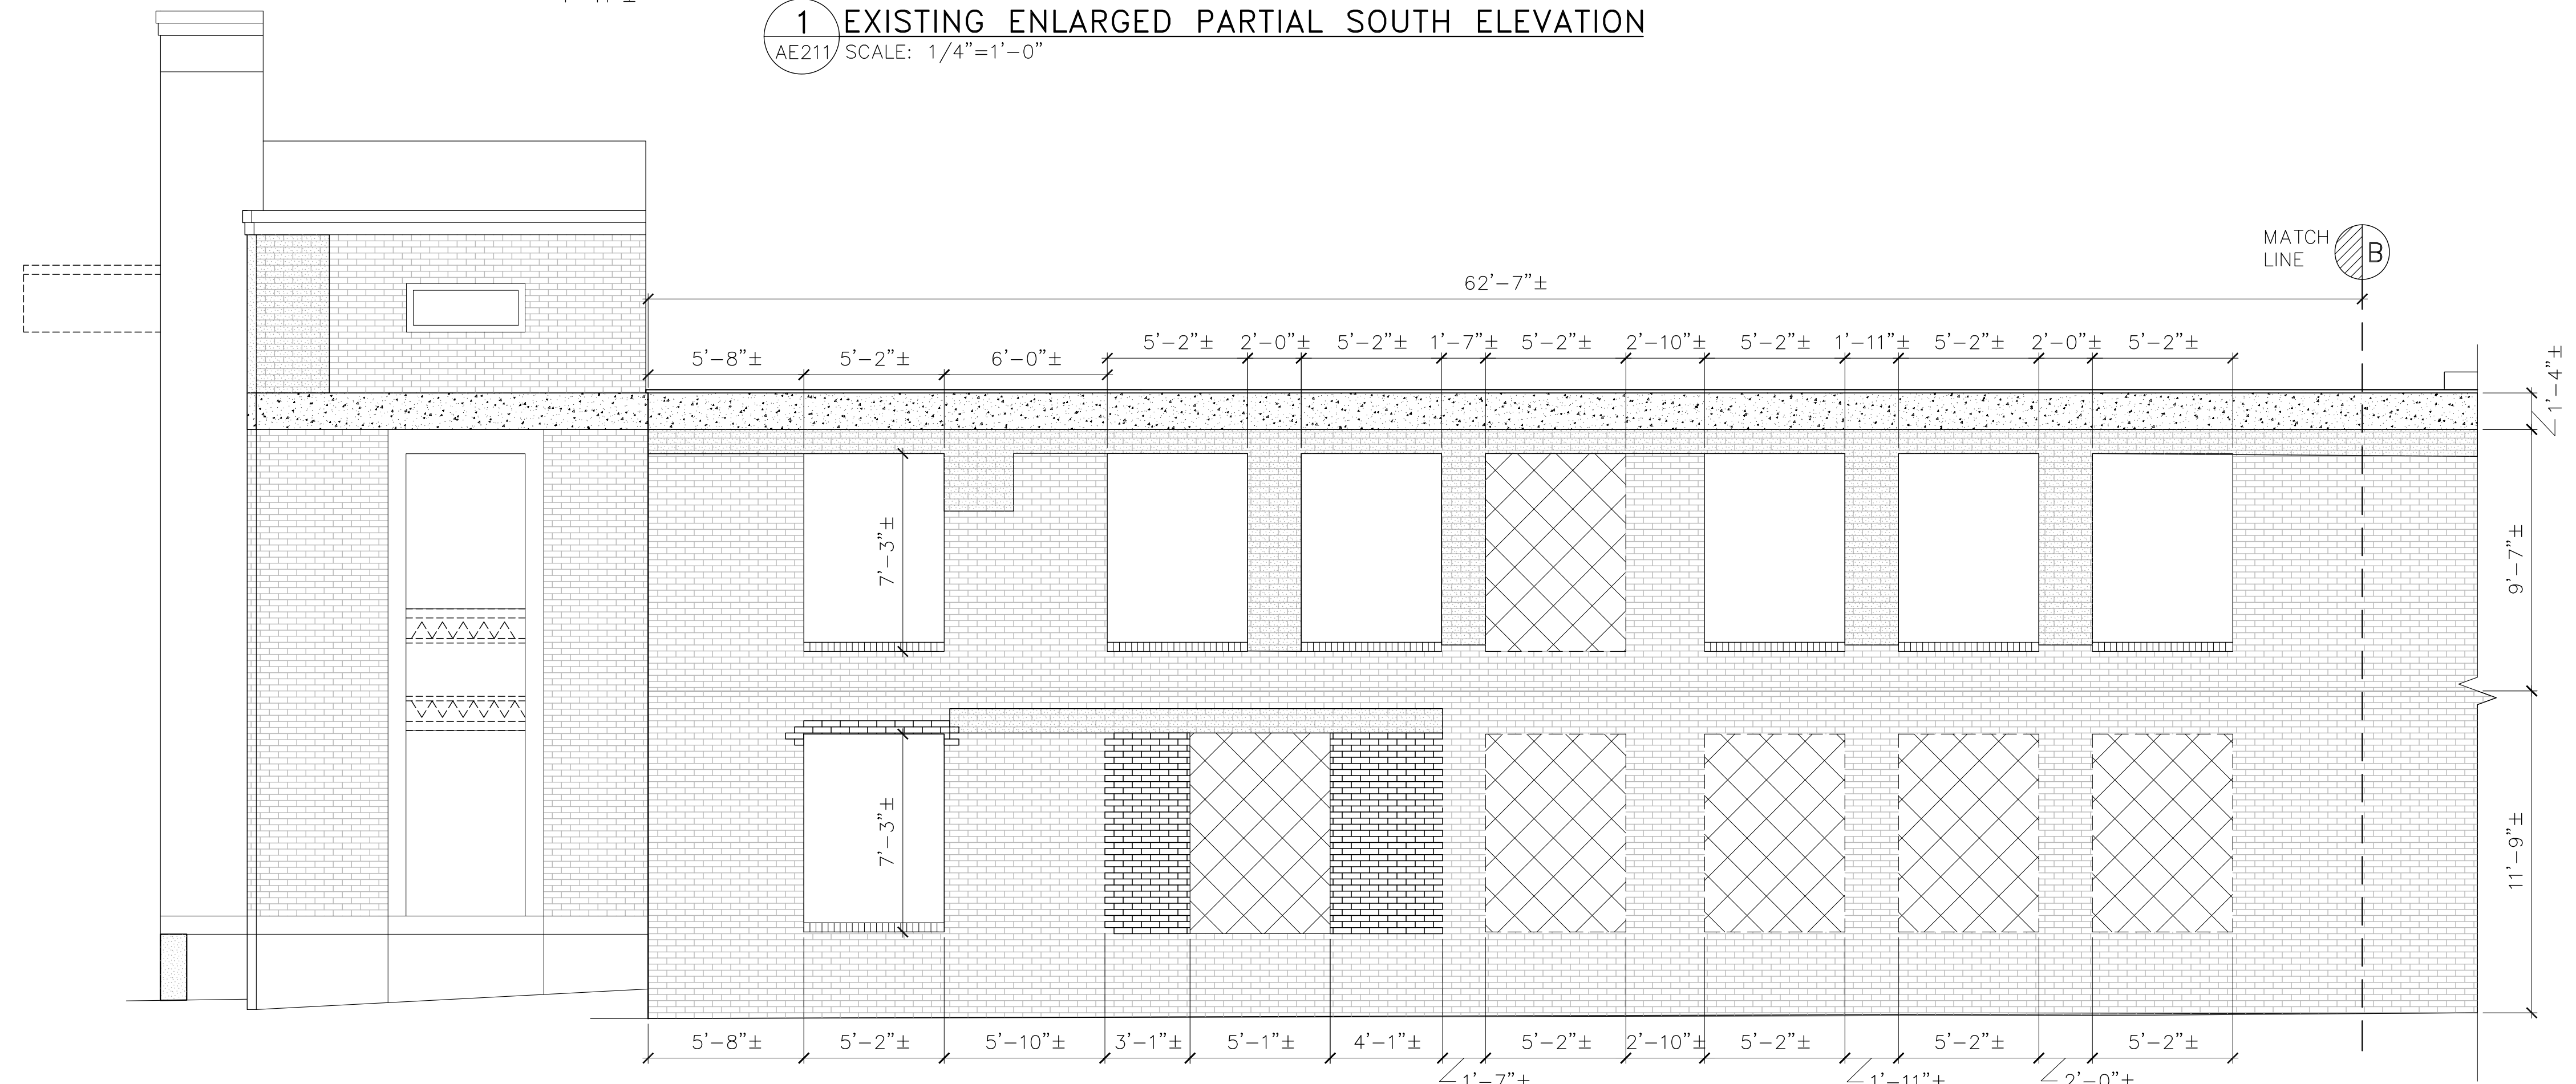 1 EXISTING ENLARGED PARTIAL SOUTH ELEVATION
AE211 SCALE: 1/4"=1'-0"
MATCH
LINE
B
62'-7"±
5'-8"± 5'-2"± 6'-0"± 5'-2"± 2'-0"± 5'-2"± 1'-7"± 5'-2"± 2'-10"± 5'-2"± 1'-11"± 5'-2"± 2'-0"± 5'-2"±
1'-4"±
7'-3"±
9'-7"±
7'-3"±
11'-9"±
5'-8"± 5'-2"± 5'-10"± 3'-1"± 5'-1"± 4'-1"± 5'-2"± 2'-10"± 5'-2"± 5'-2"± 5'-2"±
1'-7"± 1'-11"± 2'-0"±